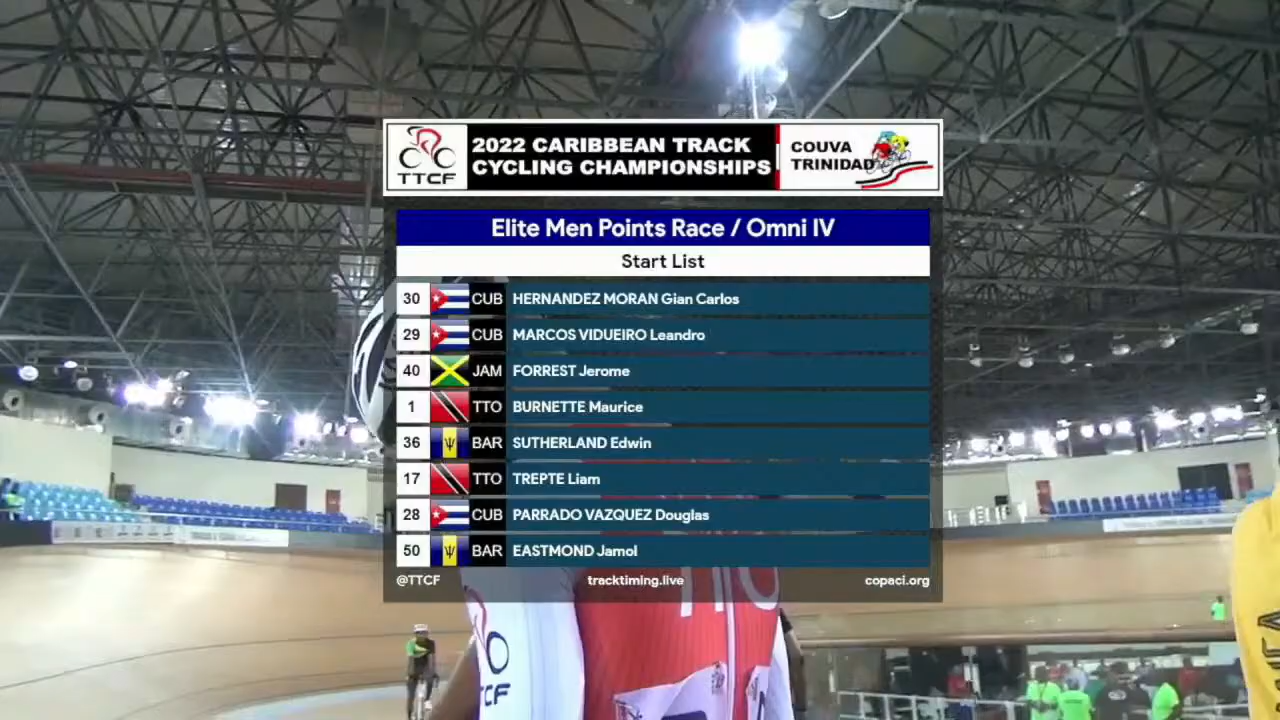 2022 CARIBBEAN TRACK
CYCLING CHAMPIONSHIPS
TTCF
COUVA
TRINIDAD
Elite Men Points Race / Omni IV
Start List
30 CUB HERNANDEZ MORAN Gian Carlos
29 CUB MARCOS VIDUEIRO Leandro
40 JAM FORREST Jerome
1 TTO BURNETTE Maurice
36 BAR SUTHERLAND Edwin
17 TTO TREPTE Liam
28 CUB PARRADO VAZQUEZ Douglas
50 BAR EASTMOND Jamol
@TTCF tracktiming.live copaci.org